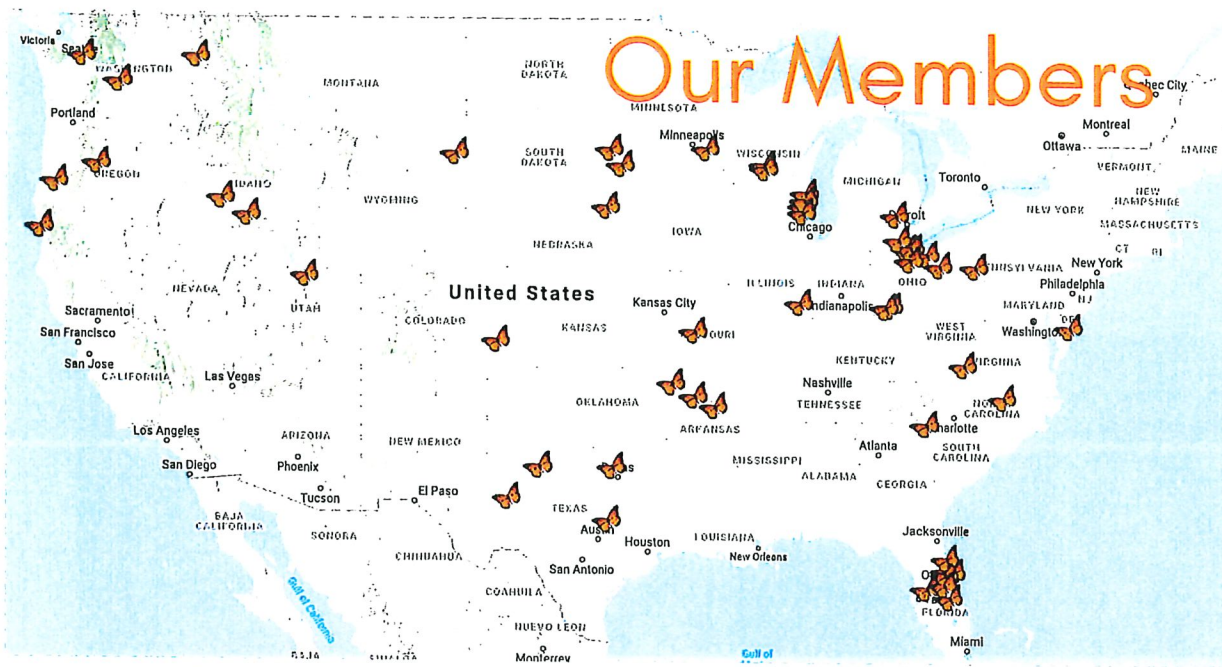 Our Members
Victoria
WASHINGTON
MONTANA
NORTH
DAKOTA
MINNESOTA
Montreal
Ottawa
MAINE
Portland
Minneapolis
WISCONSIN
VERMONT
OREGON
IDAHO
SOUTH
DAKOTA
MICHIGAN
Toronto
NEW
HAMPSHIRE
WYOMING
NEW YORK
MASSACHUSETTS
Chicago
IOWA
NEBRASKA
CT
RI
New York
NEVADA
UTAH
United States
ILLINOIS
INDIANA
OHIO
Philadelphia
NJ
Kansas City
MARYLAND
Sacramento
San Francisco
San Jose
COLORADO
KANSAS
WEST
VIRGINIA
CALIFORNIA
Las Vegas
KENTUCKY
VIRGINIA
Nashville
TENNESSEE
OKLAHOMA
CAROLINA
Los Angeles
ARIZONA
NEW MEXICO
ARKANSAS
Atlanta
SOUTH
CAROLINA
San Diego
Phoenix
MISSISSIPPI
ALABAMA
GEORGIA
Tucson
El Paso
TEXAS
BAJA
CALIFORNIA
SONORA
Houston
LOUISIANA
New Orleans
Jacksonville
CHIHUAHUA
San Antonio
Gulf of California
COAHUILA
FLORIDA
NUEVO LEON
Miami
Monterrey
BAJA
Gulf of